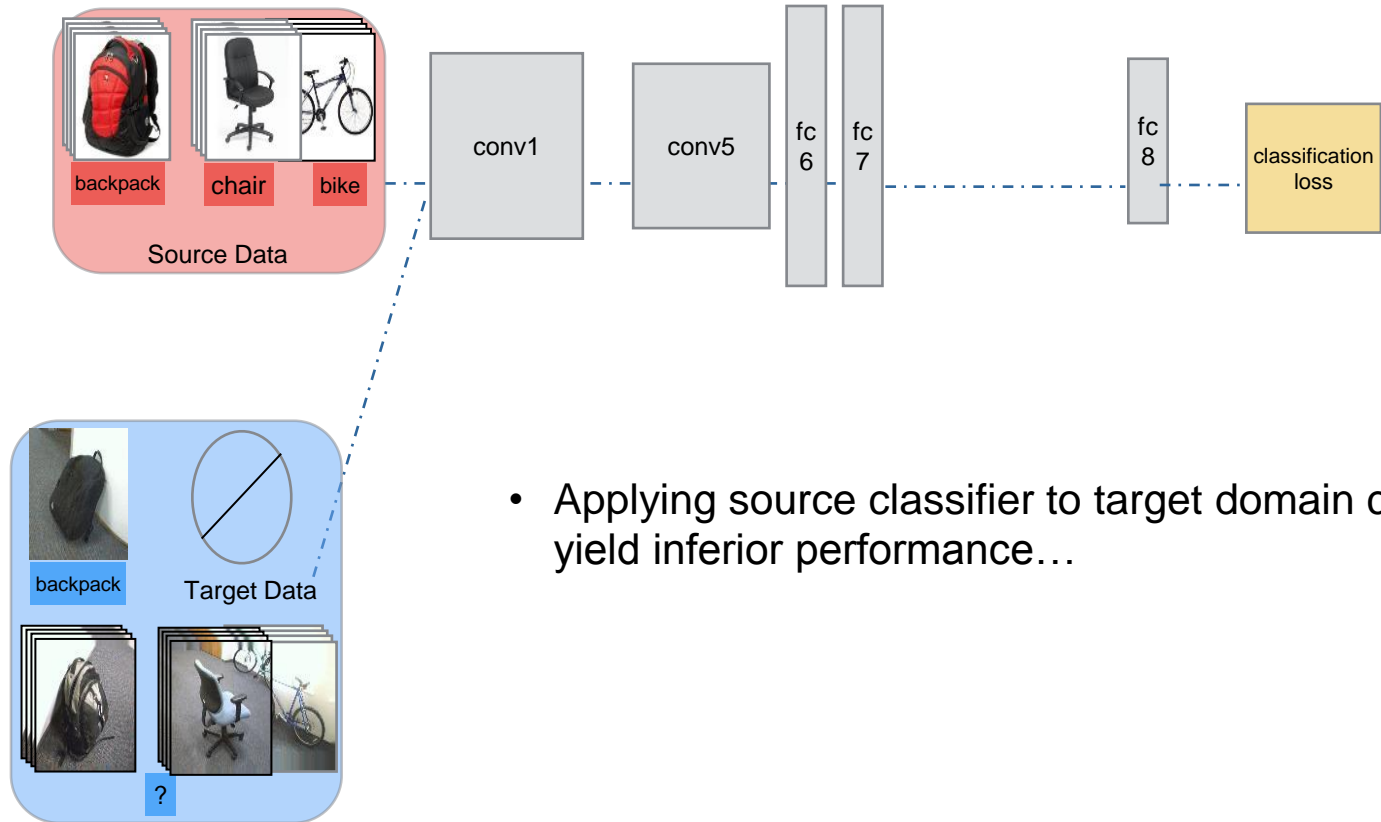 backpack
chair
bike
Source Data
conv1
conv5
fc
6
fc
7
fc
8
classification
loss
backpack
Target Data
?
• Applying source classifier to target domain
yield inferior performance…